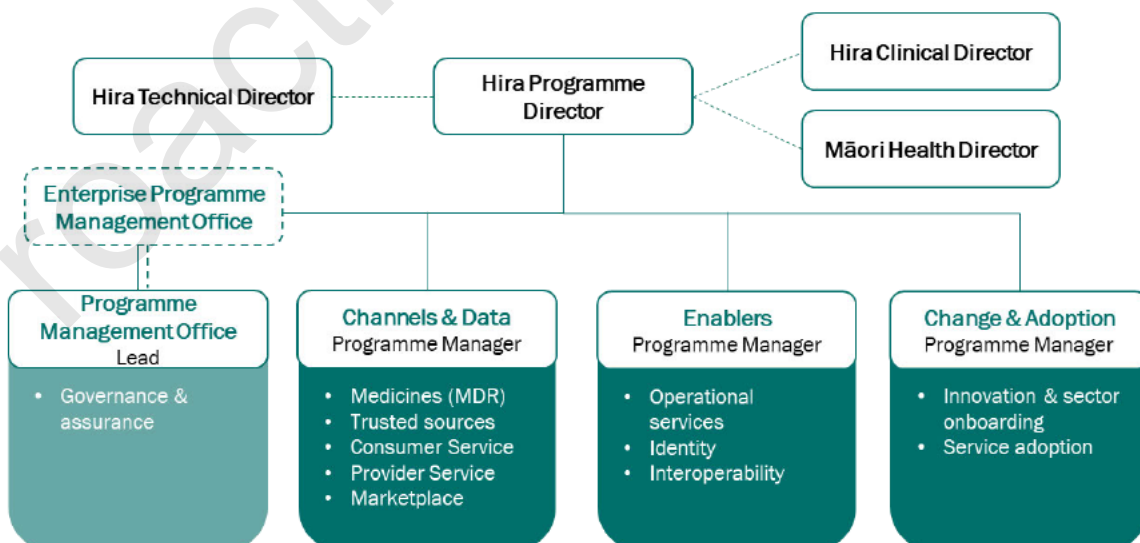 roact
Hira Technical Director
Hira Programme
Director
Hira Clinical Director
Māori Health Director
Enterprise Programme
Management Office
Programme
Management Office
Lead
• Governance &
assurance
Channels & Data
Programme Manager
• Medicines (MDR)
• Trusted sources
• Consumer Service
• Provider Service
• Marketplace
Enablers
Programme Manager
• Operational
services
• Identity
• Interoperability
Change & Adoption
Programme Manager
• Innovation & sector
onboarding
• Service adoption